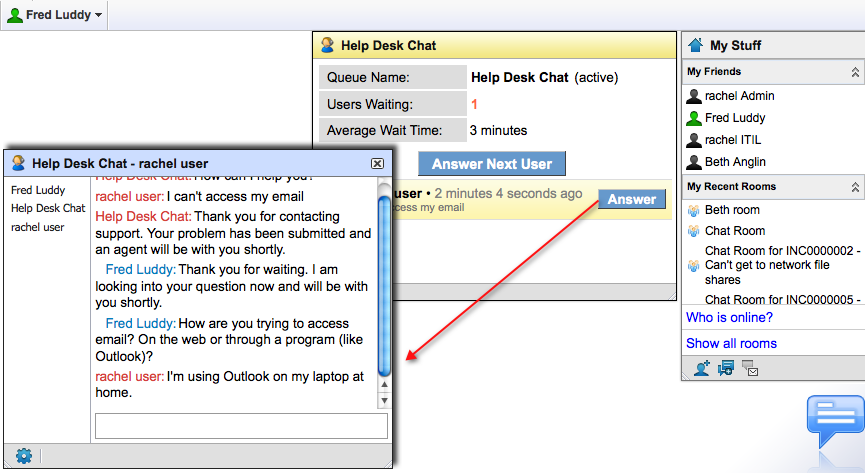 Fred Luddy
Help Desk Chat
Queue Name: Help Desk Chat (active)
Users Waiting: 1
Average Wait Time: 3 minutes
Answer Next User
user • 2 minutes 4 seconds ago
access my email
Answer
Help Desk Chat - rachel user
Fred Luddy
Help Desk Chat
rachel user
Help Desk Chat: How can I help you?
rachel user: I can't access my email
Help Desk Chat: Thank you for contacting
support. Your problem has been submitted and
an agent will be with you shortly.
Fred Luddy: Thank you for waiting. I am
looking into your question now and will be with
you shortly.
Fred Luddy: How are you trying to access
email? On the web or through a program (like
Outlook)?
rachel user: I'm using Outlook on my laptop at
home.
My Stuff
My Friends
rachel Admin
Fred Luddy
rachel ITIL
Beth Anglin
My Recent Rooms
Beth room
Chat Room
Chat Room for INC0000002 -
Can't get to network file
shares
Chat Room for INC0000005 -
Who is online?
Show all rooms